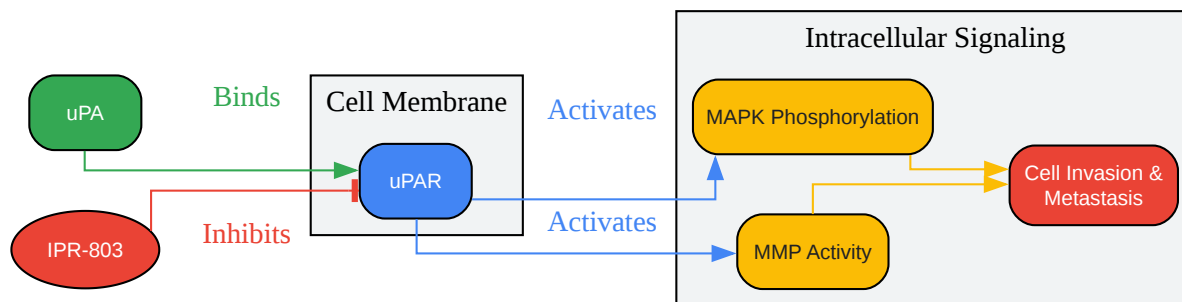 Intracellular Signaling
uPA
Binds
Cell Membrane
Activates
MAPK Phosphorylation
uPAR
Cell Invasion &
Metastasis
IPR-803
Inhibits
Activates
MMP Activity